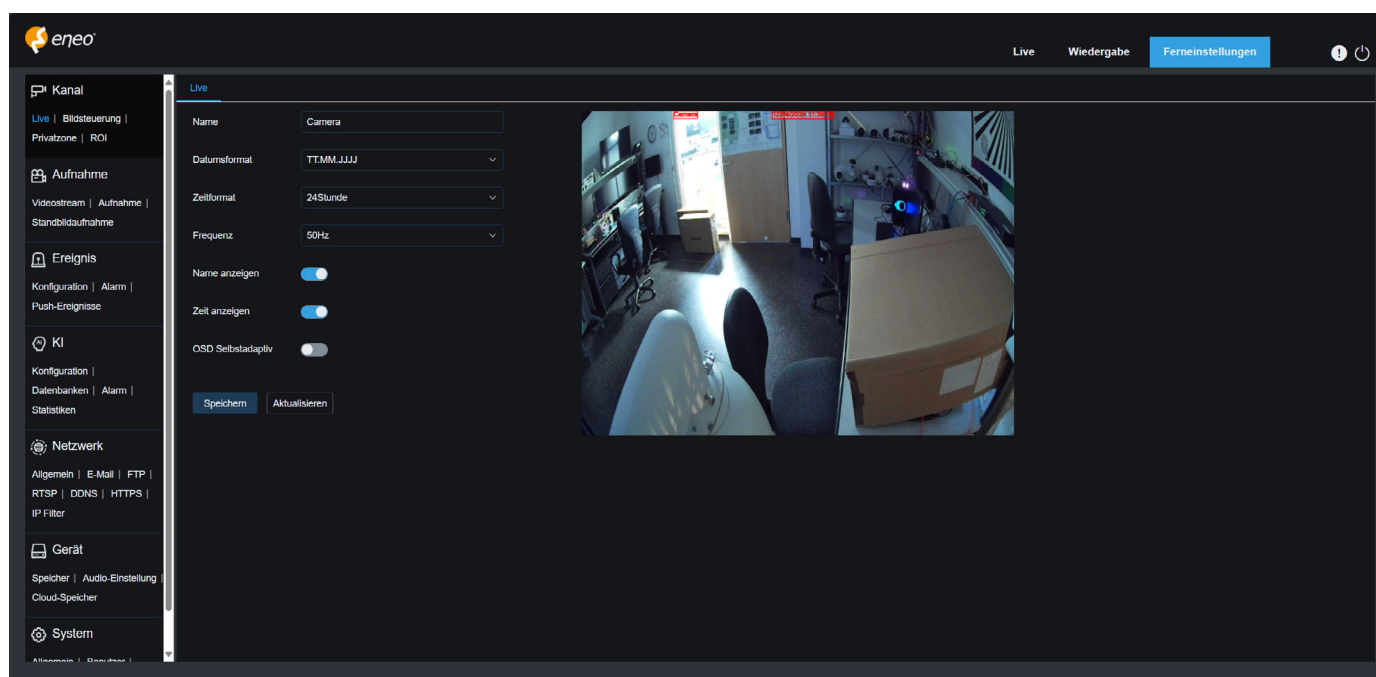 eneo
Live Wiedergabe Ferneinstellungen
Kanal
Live | Bildsteuerung |
Privatzone | ROI
Aufnahme
Videostream | Aufnahme |
Standbildaufnahme
Ereignis
Konfiguration | Alarm |
Push-Ereignisse
KI
Konfiguration |
Datenbanken | Alarm |
Statistiken
Netzwerk
Allgemein | E-Mail | FTP |
RTSP | DDNS | HTTPS |
IP Filter
Gerät
Speicher | Audio-Einstellung |
Cloud-Speicher
System
Allgemein | Benutzer |
Live
Name Camera
Datumsformat TT.MM.JJJJ
Zeitformat 24Stunde
Frequenz 50Hz
Name anzeigen
Zeit anzeigen
OSD Selbstadaptiv
Speichern Aktualisieren
Camera